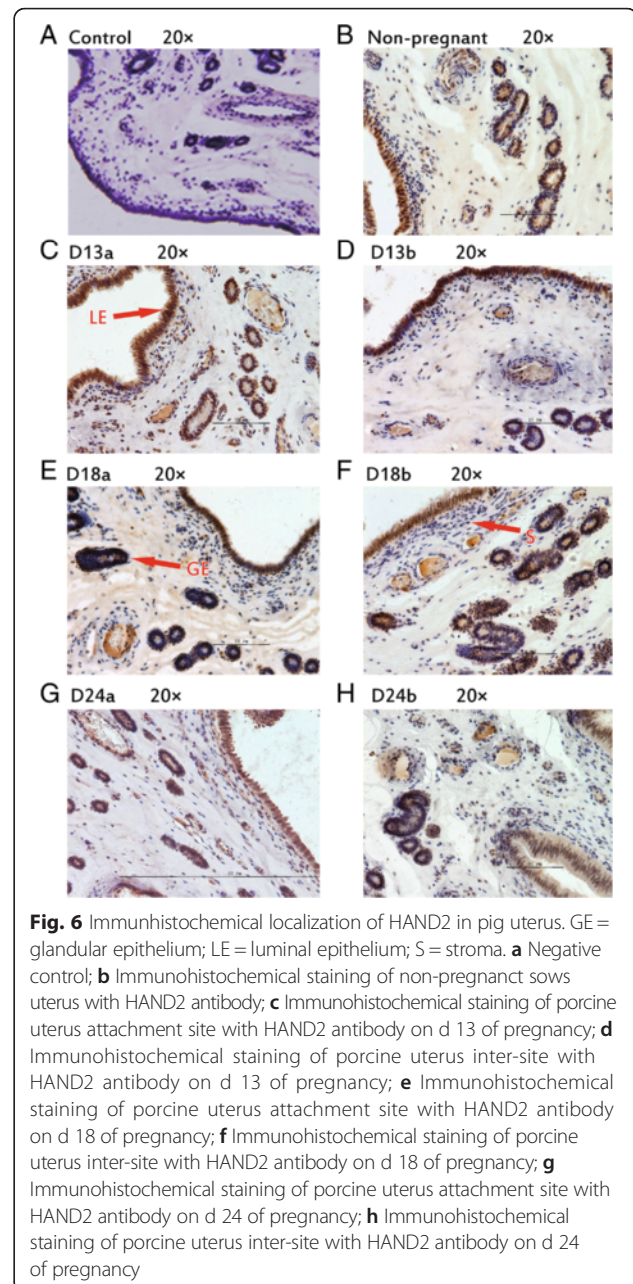 A Control 20×
B Non-pregnant 20×
C D13a 20×
D D13b 20×
LE
E D18a 20×
F D18b 20×
GE
S
G D24a 20×
H D24b 20×
Fig. 6 Immunhistochemical localization of HAND2 in pig uterus. GE =
glandular epithelium; LE = luminal epithelium; S = stroma. a Negative
control; b Immunohistochemical staining of non-pregnanct sows
uterus with HAND2 antibody; c Immunohistochemical staining of porcine
uterus attachment site with HAND2 antibody on d 13 of pregnancy; d
Immunohistochemical staining of porcine uterus inter-site with
HAND2 antibody on d 13 of pregnancy; e Immunohistochemical
staining of porcine uterus attachment site with HAND2 antibody
on d 18 of pregnancy; f Immunohistochemical staining of porcine
uterus inter-site with HAND2 antibody on d 18 of pregnancy; g
Immunohistochemical staining of porcine uterus attachment site with
HAND2 antibody on d 24 of pregnancy; h Immunohistochemical
staining of porcine uterus inter-site with HAND2 antibody on d 24
of pregnancy